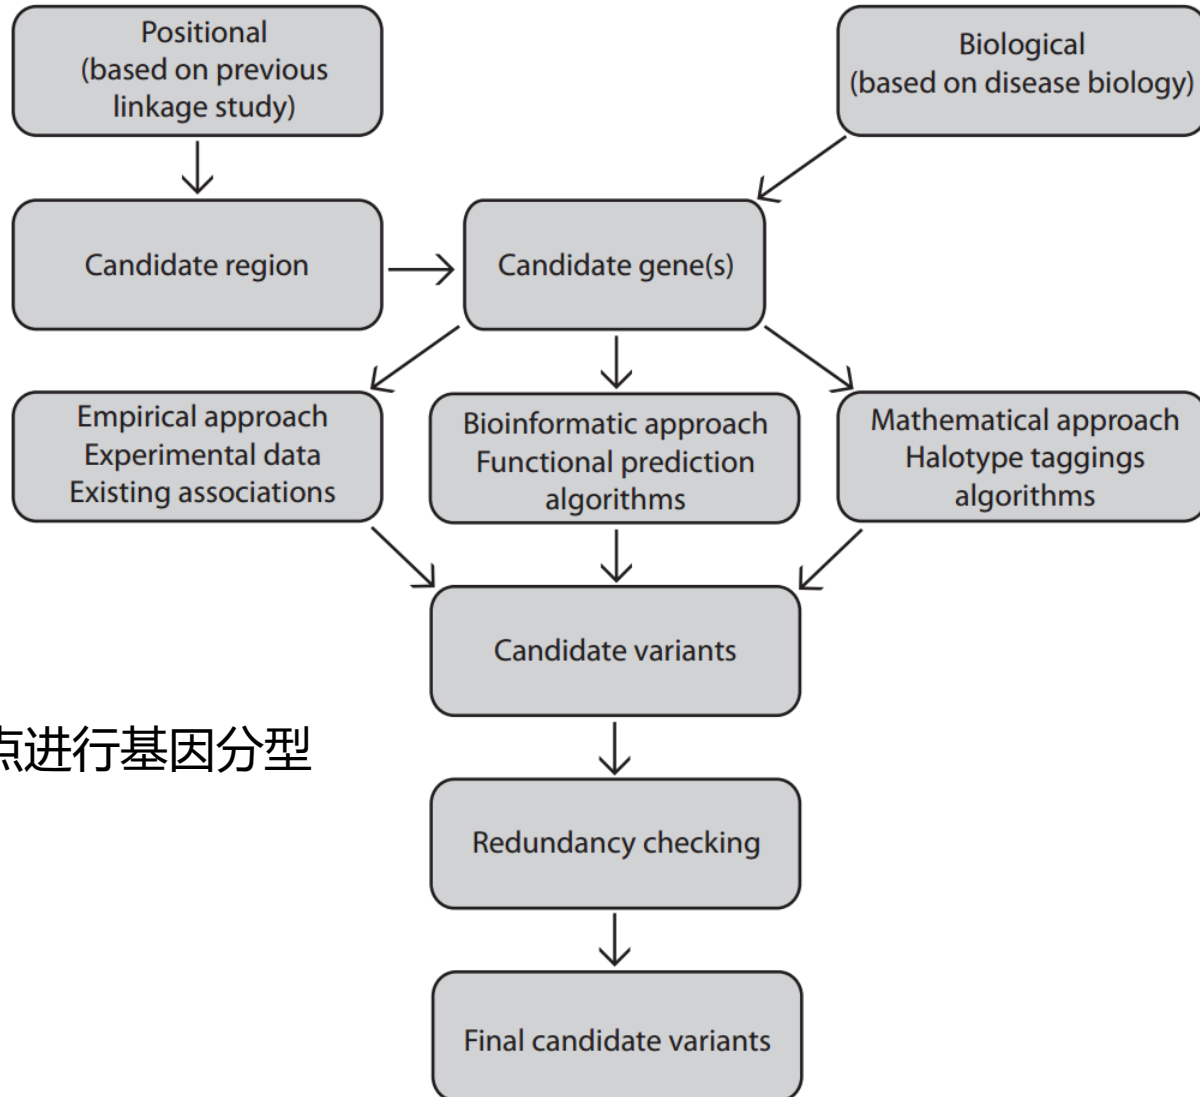 Positional
(based on previous
linkage study)
Biological
(based on disease biology)
Candidate region
Candidate gene(s)
Empirical approach
Experimental data
Existing associations
Bioinformatic approach
Functional prediction
algorithms
Mathematical approach
Halotype taggings
algorithms
Candidate variants
点进行基因分型
Redundancy checking
Final candidate variants